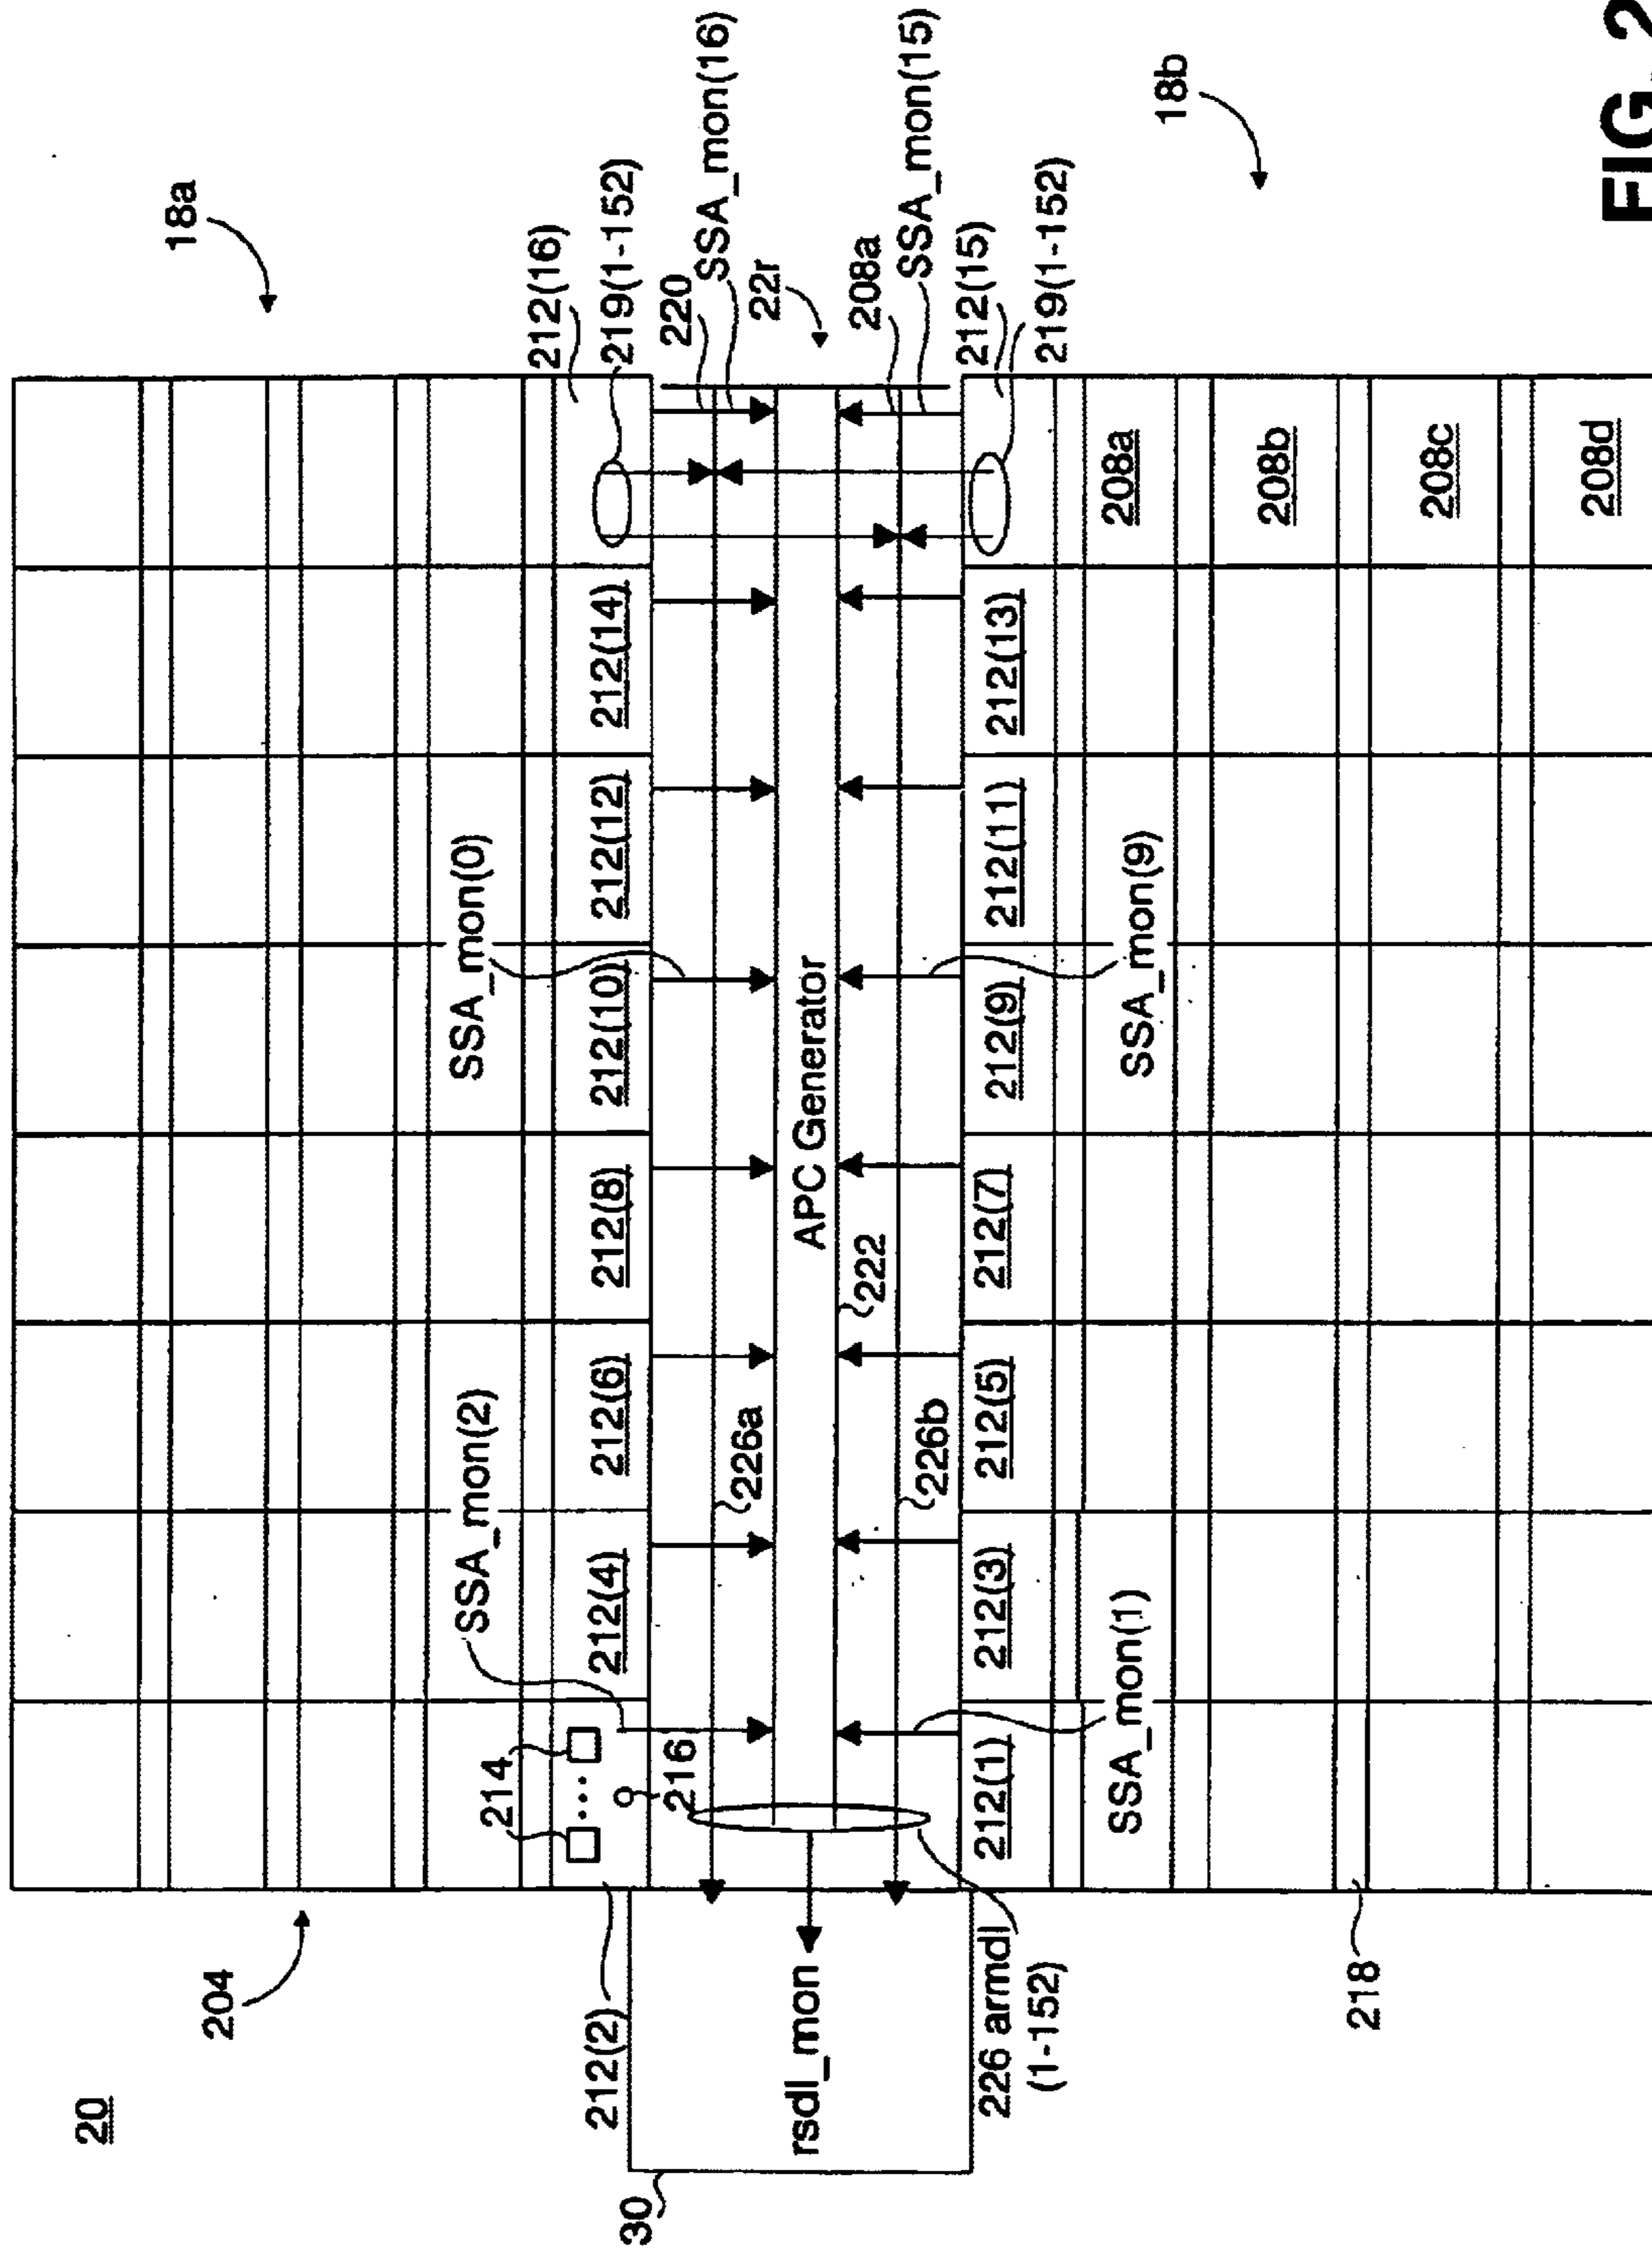 20
204
18a
212(2)
214
216
SSA_mon(2)
212(4)
212(6)
212(8)
SSA_mon(0)
212(10)
212(12)
212(14)
212(16)
219(1-152)
220
SSA_mon(16)
22r
208a
SSA_mon(15)
30
rsdl_mon
226a
APC Generator
222
226b
226 armdl
(1-152)
212(1)
212(3)
212(5)
212(7)
212(9)
212(11)
212(13)
212(15)
219(1-152)
SSA_mon(1)
SSA_mon(9)
208a
208b
208c
208d
218
18b
FIG. 2